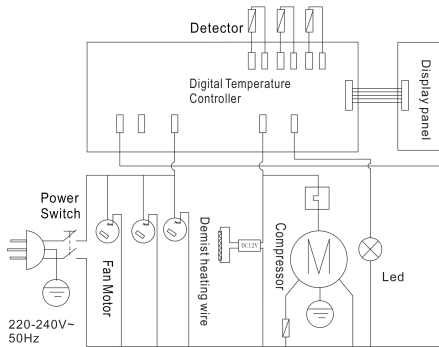 Detector
Digital Temperature
Controller
Display panel
Power
Switch
Fan Motor
Demist heating wire
DC12V
Compressor
M
Led
220-240V~
50Hz